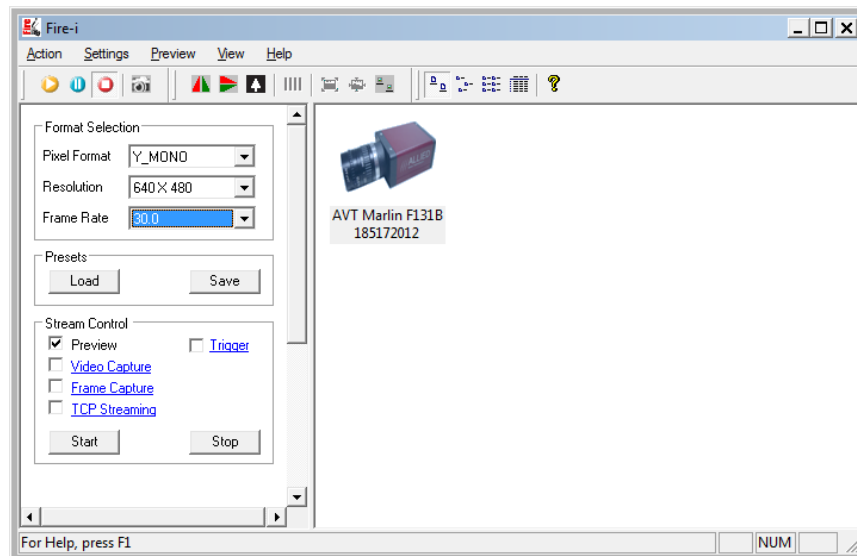 Fire-i
Action Settings Preview View Help
Format Selection
Pixel Format Y_MONO
Resolution 640 X 480
Frame Rate 30.0
Presets
Load Save
Stream Control
Preview Trigger
Video Capture
Frame Capture
TCP Streaming
Start Stop
ALLIED
AVT Marlin F131B
185172012
For Help, press F1 NUM